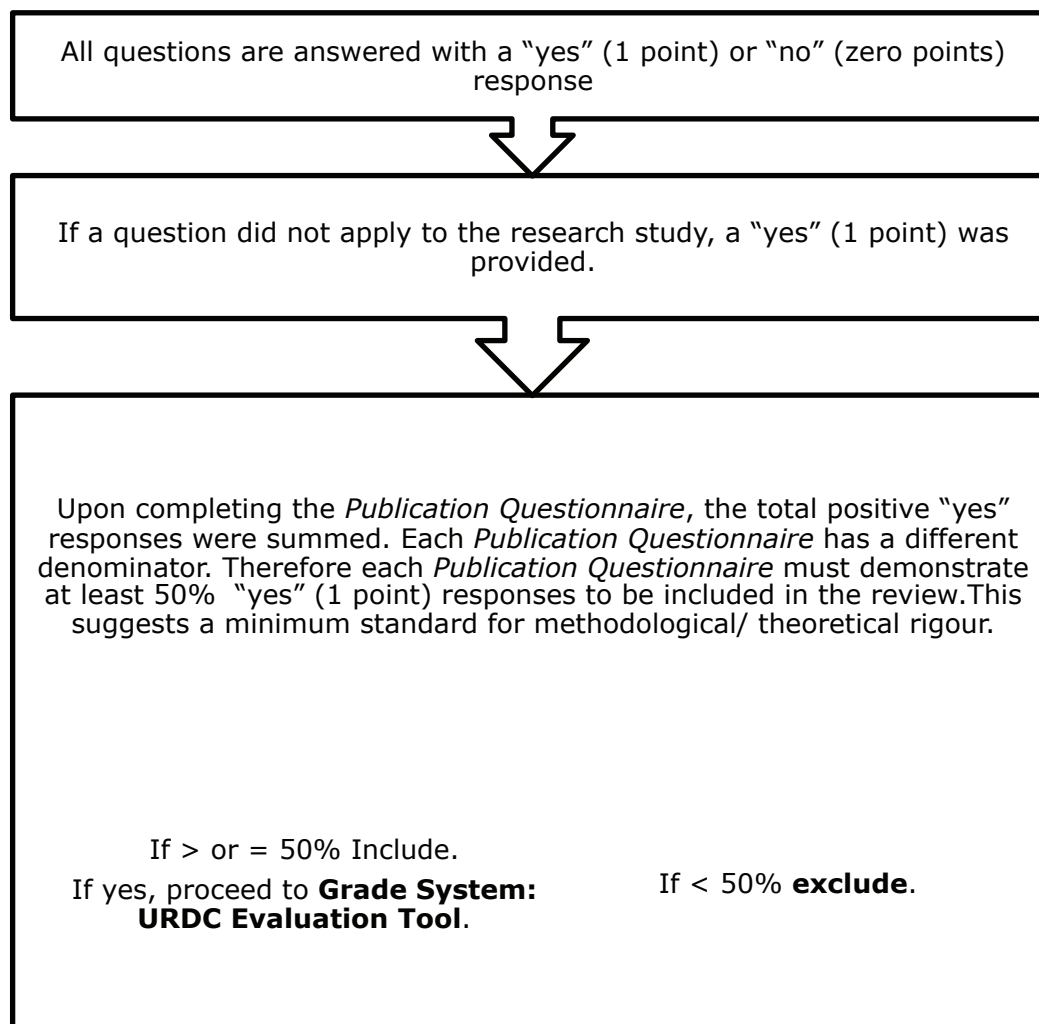 All questions are answered with a “yes” (1 point) or “no” (zero points)
response
If a question did not apply to the research study, a “yes” (1 point) was
provided.
Upon completing the Publication Questionnaire, the total positive “yes”
responses were summed. Each Publication Questionnaire has a different
denominator. Therefore each Publication Questionnaire must demonstrate
at least 50%  “yes” (1 point) responses to be included in the review.This
suggests a minimum standard for methodological/ theoretical rigour.
If > or = 50% Include.
If yes, proceed to Grade System:
URDC Evaluation Tool.
If < 50% exclude.